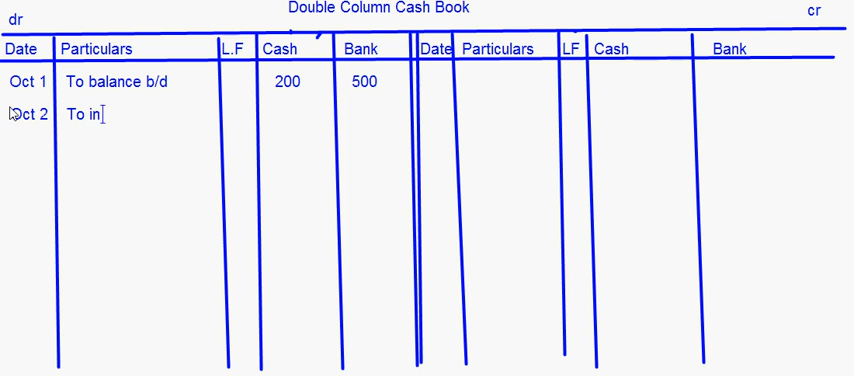 Double Column Cash Book
dr cr
Date Particulars L.F Cash Bank Date Particulars LF Cash Bank
Oct 1 To balance b/d 200 500
Oct 2 To in